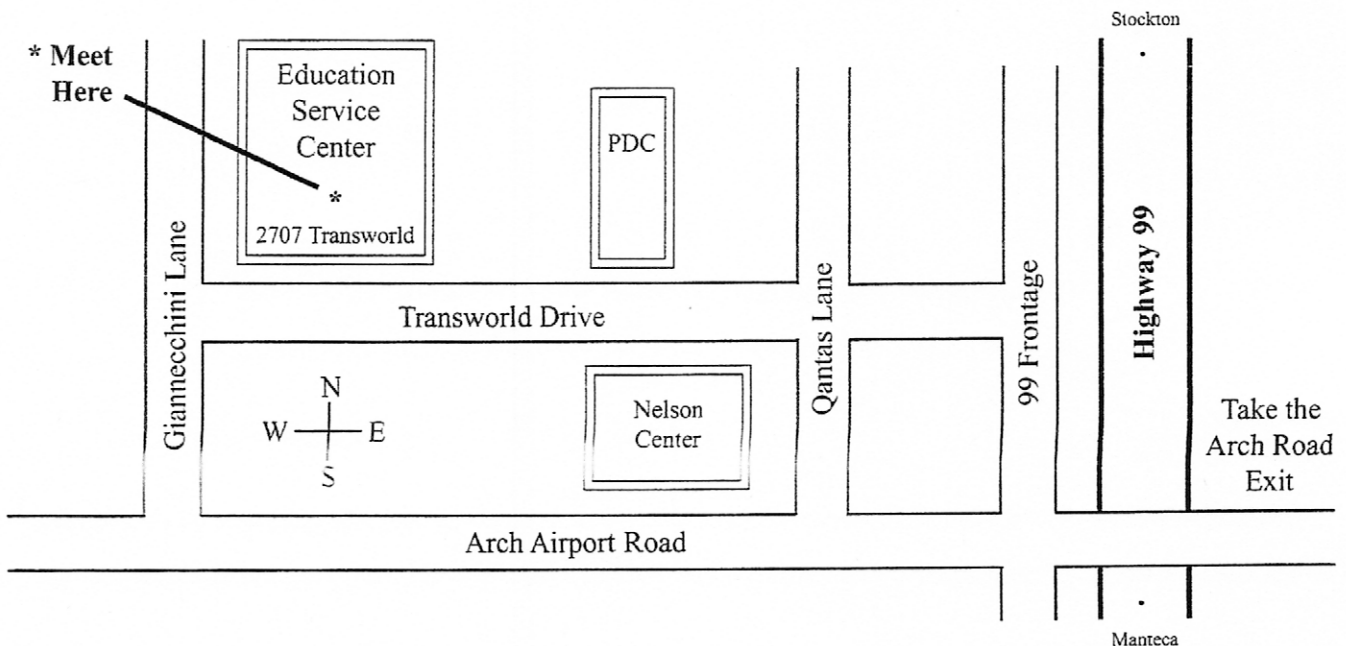 Stockton
* Meet
Here
Education
Service
Center
*
2707 Transworld
PDC
Giannecchini Lane
Transworld Drive
Qantas Lane
99 Frontage
Highway 99
N
W
E
S
Nelson
Center
Take the
Arch Road
Exit
Arch Airport Road
Manteca